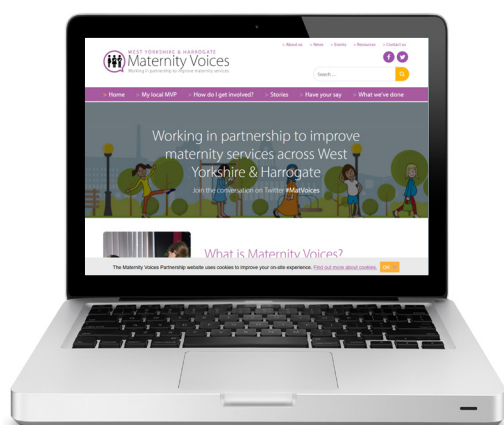 > About us > News > Events > Resources > Contact us
WEST YORKSHIRE & HARROGATE
Maternity Voices
Working in partnership to improve maternity services
Search ...
> Home > My local MVP > How do I get involved? > Stories > Have your say > What we've done
Working in partnership to improve
maternity services across West
Yorkshire & Harrogate
Join the conversation on Twitter #MatVoices
What is Maternity Voices?
The Maternity Voices Partnership website uses cookies to improve your on-site experience. Find out more about cookies. OK